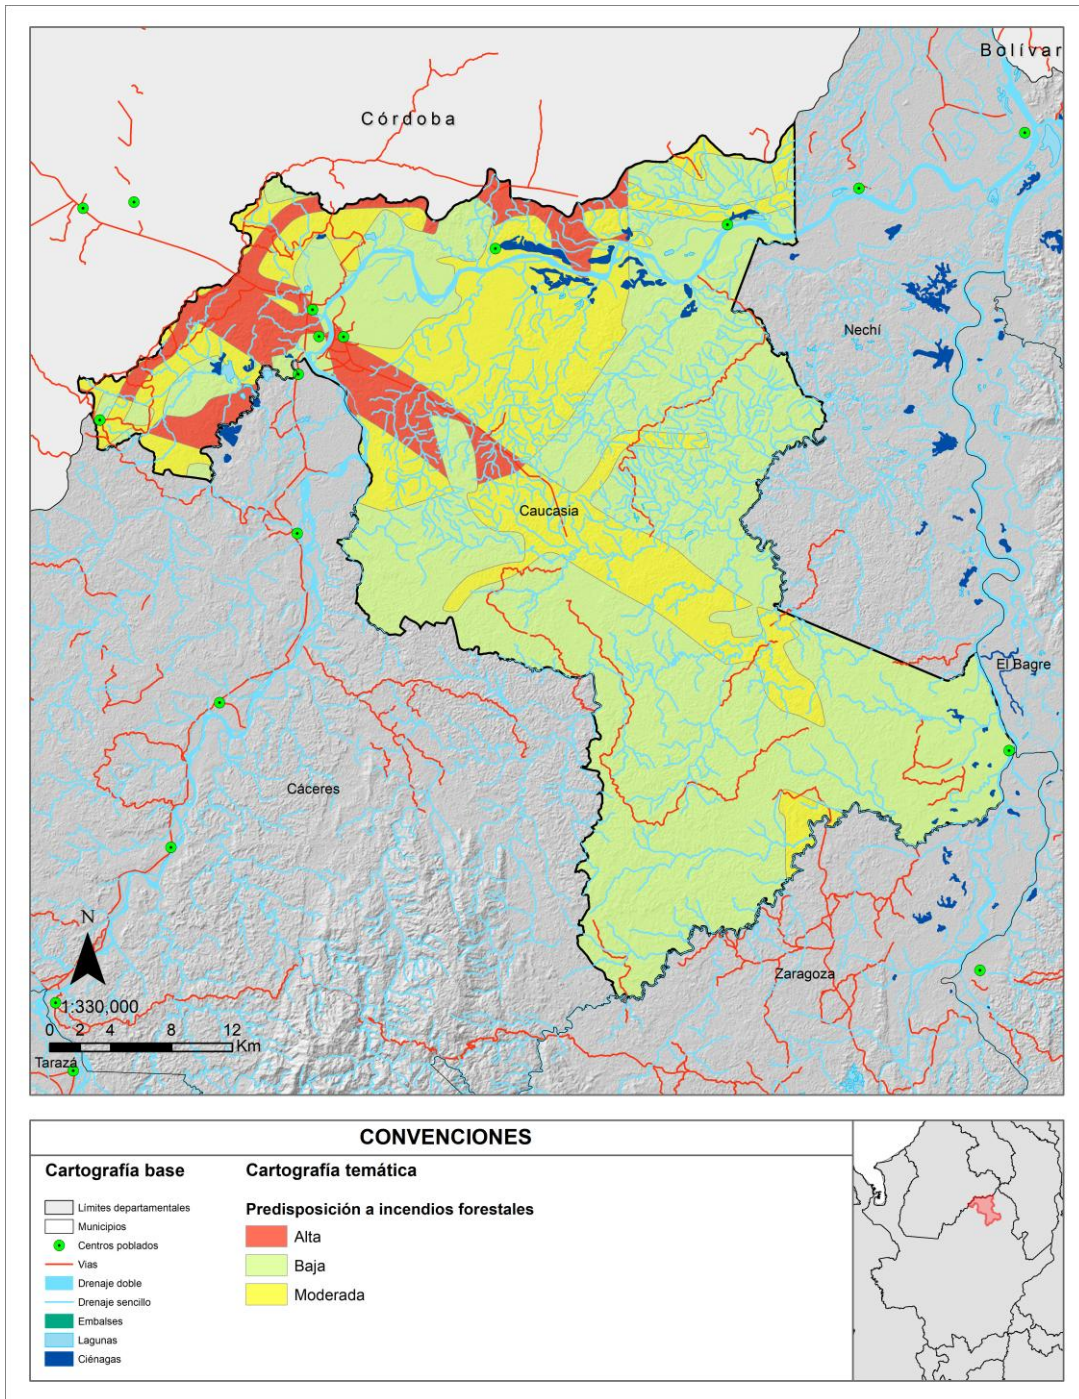 Bolívar
Córdoba
Nechí
Caucasia
El Bagre
Cáceres
N
Zaragoza
1:330,000
0 2 4 8 12
Km
Tarazá
CONVENCIONES
Cartografía base
Límites departamentales
Municipios
Centros poblados
Vias
Drenaje doble
Drenaje sencillo
Embalses
Lagunas
Ciénagas
Cartografía temática
Predisposición a incendios forestales
Alta
Baja
Moderada